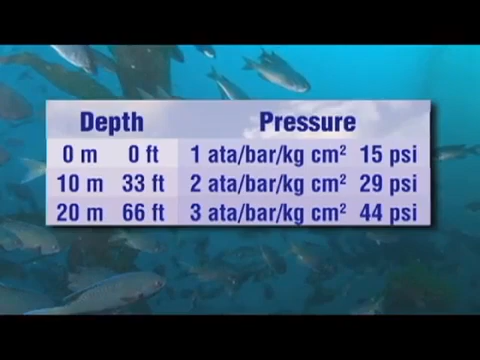 Depth Pressure
0 m 0 ft 1 ata/bar/kg cm² 15 psi
10 m 33 ft 2 ata/bar/kg cm² 29 psi
20 m 66 ft 3 ata/bar/kg cm² 44 psi